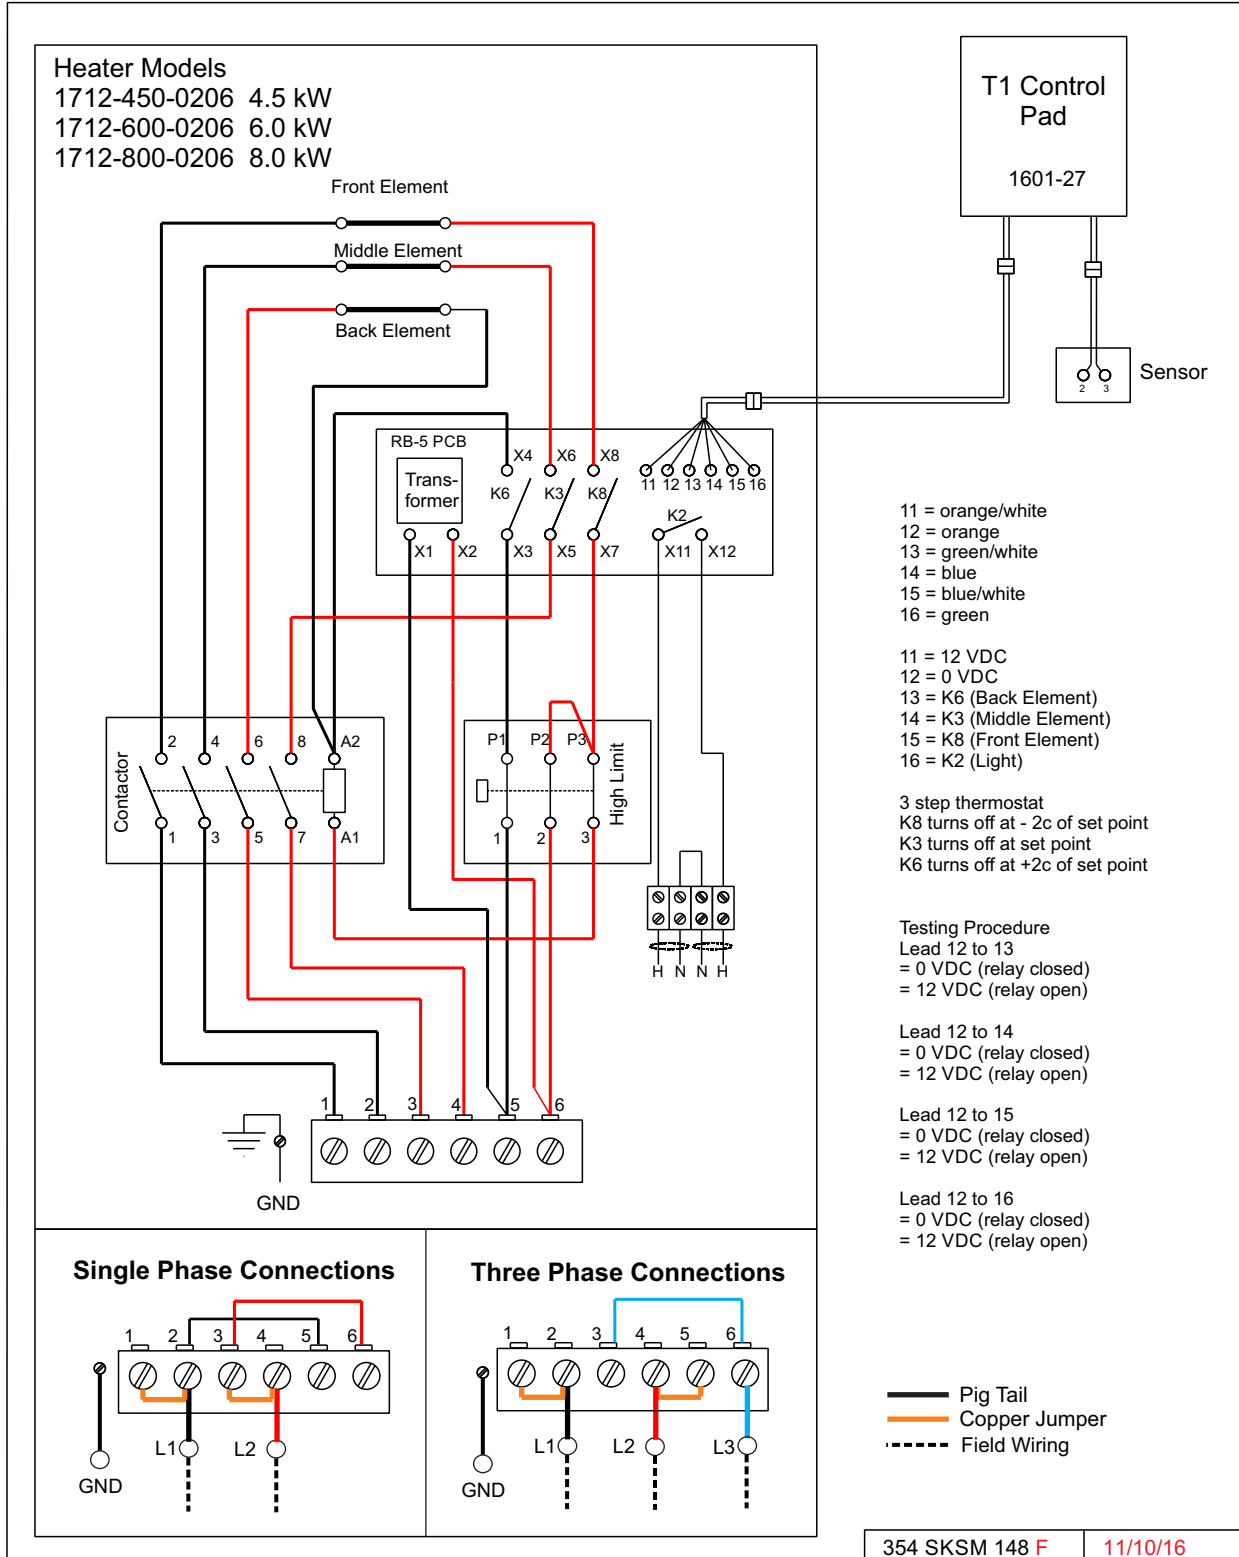 Heater Models
1712-450-0206 4.5 kW
1712-600-0206 6.0 kW
1712-800-0206 8.0 kW
T1 Control
Pad
1601-27
Front Element
Middle Element
Back Element
Sensor
2 3
RB-5 PCB
Trans-
former
X4 X6 X8
K6 K3 K8
11 12 13 14 15 16
K2
X1 X2 X3 X5 X7 X11 X12
11 = orange/white
12 = orange
13 = green/white
14 = blue
15 = blue/white
16 = green
11 = 12 VDC
12 = 0 VDC
13 = K6 (Back Element)
14 = K3 (Middle Element)
15 = K8 (Front Element)
16 = K2 (Light)
3 step thermostat
K8 turns off at - 2c of set point
K3 turns off at set point
K6 turns off at +2c of set point
Contactor
2 4 6 8 A2
1 3 5 7 A1
P1 P2 P3
1 2 3
High Limit
H N N H
Testing Procedure
Lead 12 to 13
= 0 VDC (relay closed)
= 12 VDC (relay open)
Lead 12 to 14
= 0 VDC (relay closed)
= 12 VDC (relay open)
Lead 12 to 15
= 0 VDC (relay closed)
= 12 VDC (relay open)
Lead 12 to 16
= 0 VDC (relay closed)
= 12 VDC (relay open)
1 2 3 4 5 6
GND
Single Phase Connections
1 2 3 4 5 6
L1 L2
GND
Three Phase Connections
1 2 3 4 5 6
L1 L2 L3
GND
Pig Tail
Copper Jumper
Field Wiring
354 SKSM 148 F 11/10/16